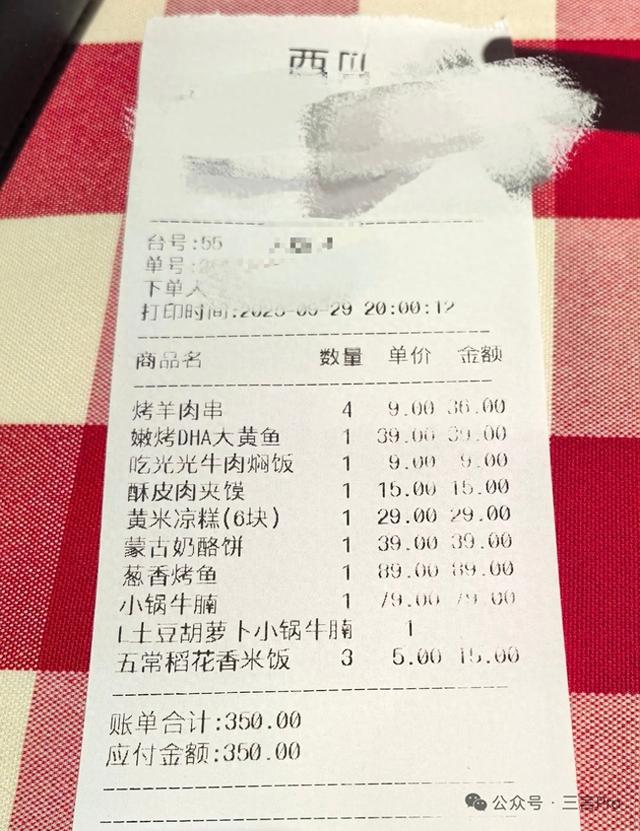 西
台号:55
单号:2
下单人
打印时间:2025-09-29 20:00:12
商品名 数量 单价 金额
烤羊肉串 4 9.00 36.00
嫩烤DHA大黄鱼 1 39.00 39.00
吃光光牛肉焖饭 1 9.00 9.00
酥皮肉夹馍 1 15.00 15.00
黄米凉糕(6块) 1 29.00 29.00
蒙古奶酪饼 1 39.00 39.00
葱香烤鱼 1 89.00 89.00
小锅牛腩 1 79.00 79.00
L土豆胡萝卜小锅牛腩 1
五常稻花香米饭 3 5.00 15.00
账单合计:350.00
应付金额:350.00
公众号·三言Pro